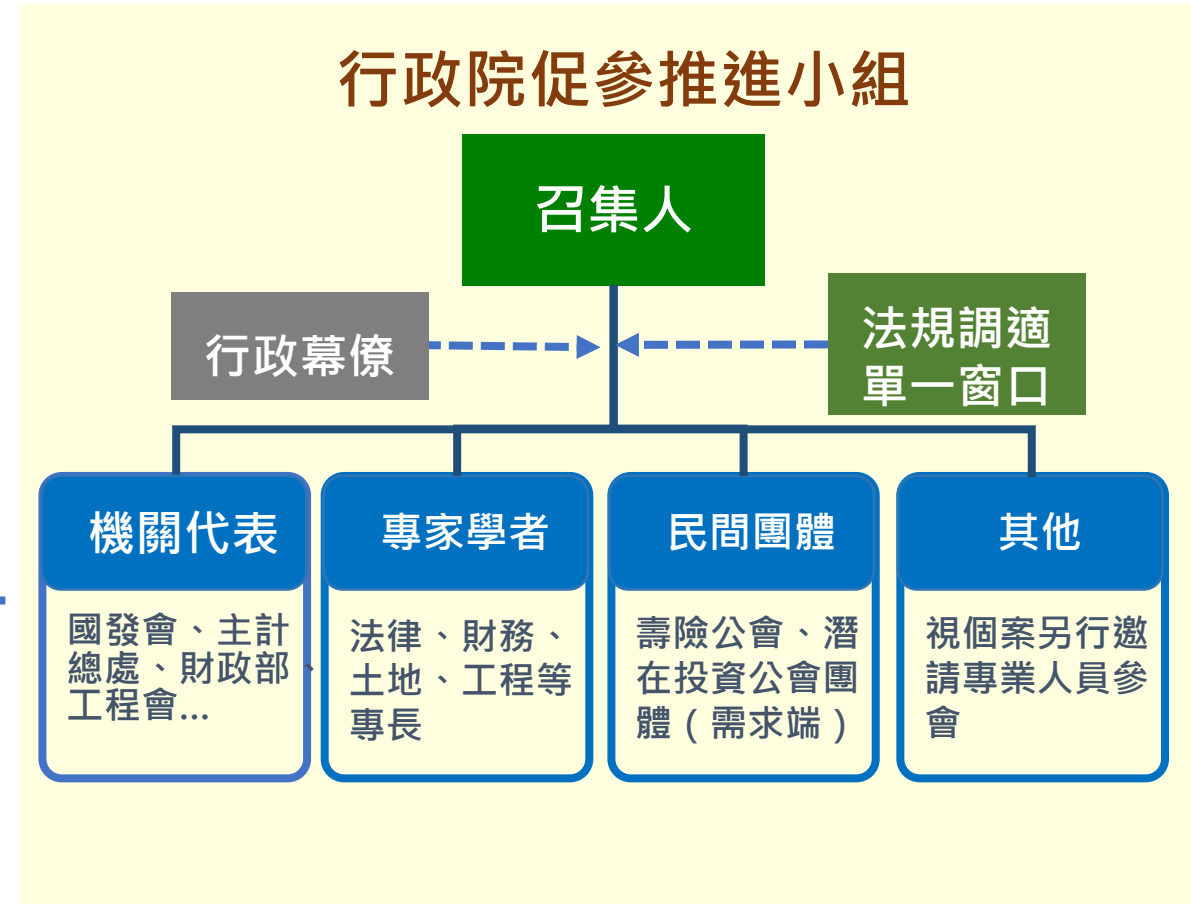 行政院促參推進小組
召集人
行政幕僚
法規調適
單一窗口
機關代表
國發會、主計
總處、財政部、
工程會...
專家學者
法律、財務、
土地、工程等
專長
民間團體
壽險公會、潛
在投資公會團
體（需求端）
其他
視個案另行邀
請專業人員參
會